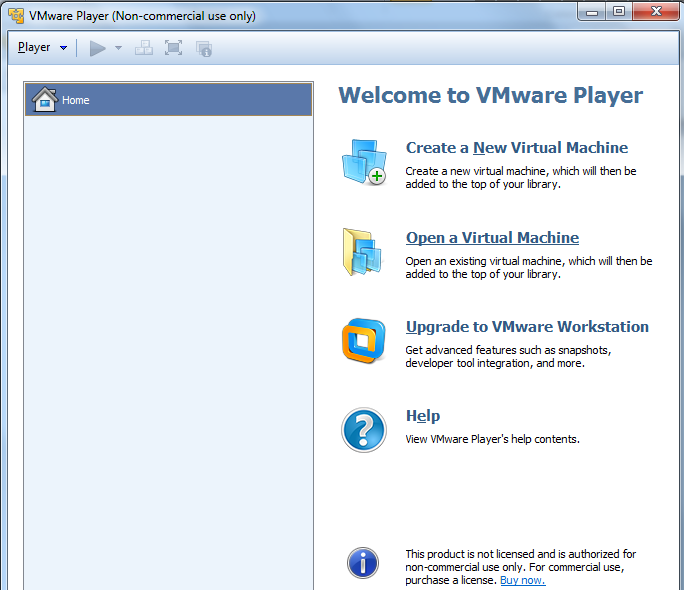 VMware Player (Non-commercial use only)
Player
Home
Welcome to VMware Player
Create a New Virtual Machine
Create a new virtual machine, which will then be
added to the top of your library.
Open a Virtual Machine
Open an existing virtual machine, which will then be
added to the top of your library.
Upgrade to VMware Workstation
Get advanced features such as snapshots,
developer tool integration, and more.
Help
View VMware Player's help contents.
This product is not licensed and is authorized for
non-commercial use only. For commercial use,
purchase a license. Buy now.